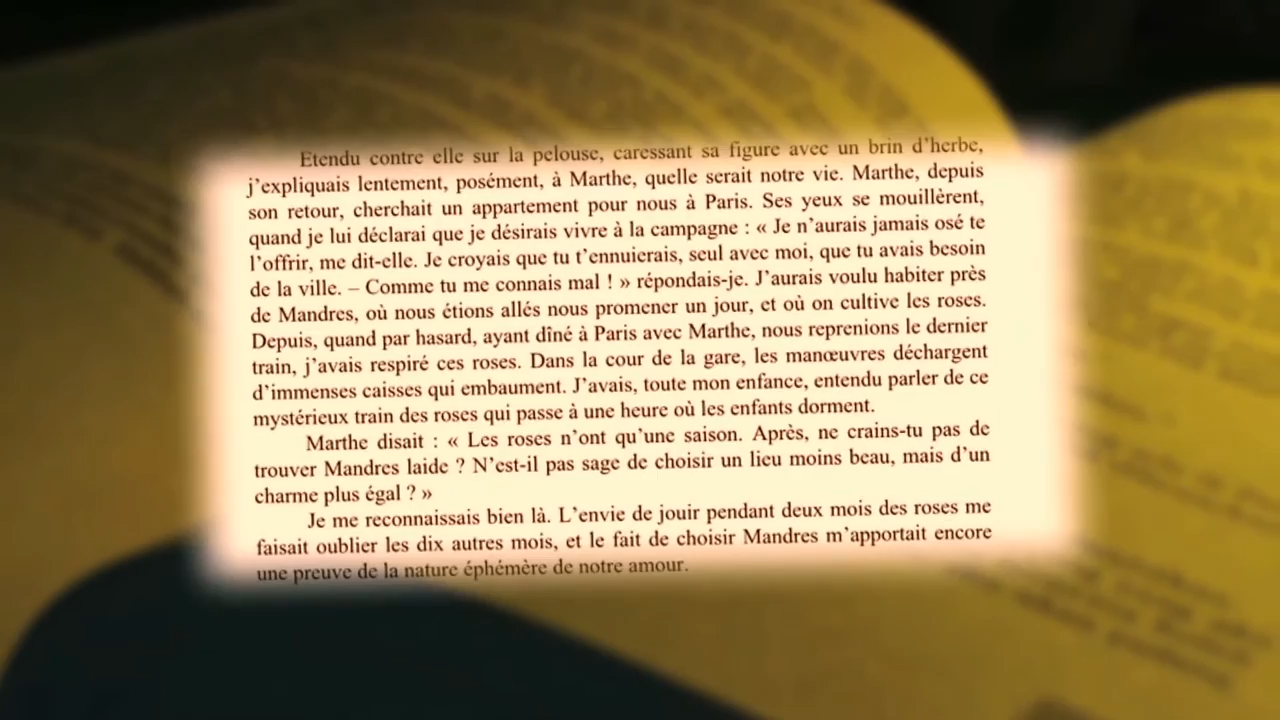 Etendu contre elle sur la pelouse, caressant sa figure avec un brin d'herbe,
j'expliquais lentement, posément, à Marthe, quelle serait notre vie. Marthe, depuis
son retour, cherchait un appartement pour nous à Paris. Ses yeux se mouillèrent,
quand je lui déclarai que je désirais vivre à la campagne : « Je n'aurais jamais osé te
l'offrir, me dit-elle. Je croyais que tu t'ennuierais, seul avec moi, que tu avais besoin
de la ville. – Comme tu me connais mal ! » répondais-je. J'aurais voulu habiter près
de Mandres, où nous étions allés nous promener un jour, et où on cultive les roses.
Depuis, quand par hasard, ayant dîné à Paris avec Marthe, nous reprenions le dernier
train, j'avais respiré ces roses. Dans la cour de la gare, les manœuvres déchargent
d'immenses caisses qui embaument. J'avais, toute mon enfance, entendu parler de ce
mystérieux train des roses qui passe à une heure où les enfants dorment.
Marthe disait : « Les roses n'ont qu'une saison. Après, ne crains-tu pas de
trouver Mandres laide ? N'est-il pas sage de choisir un lieu moins beau, mais d'un
charme plus égal ? »
Je me reconnaissais bien là. L'envie de jouir pendant deux mois des roses me
faisait oublier les dix autres mois, et le fait de choisir Mandres m'apportait encore
une preuve de la nature éphémère de notre amour.